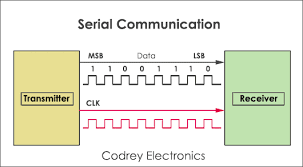 Serial Communication
MSB Data LSB
1 1 0 0 1 1 1 0
Transmitter
Receiver
CLK
Codrey Electronics